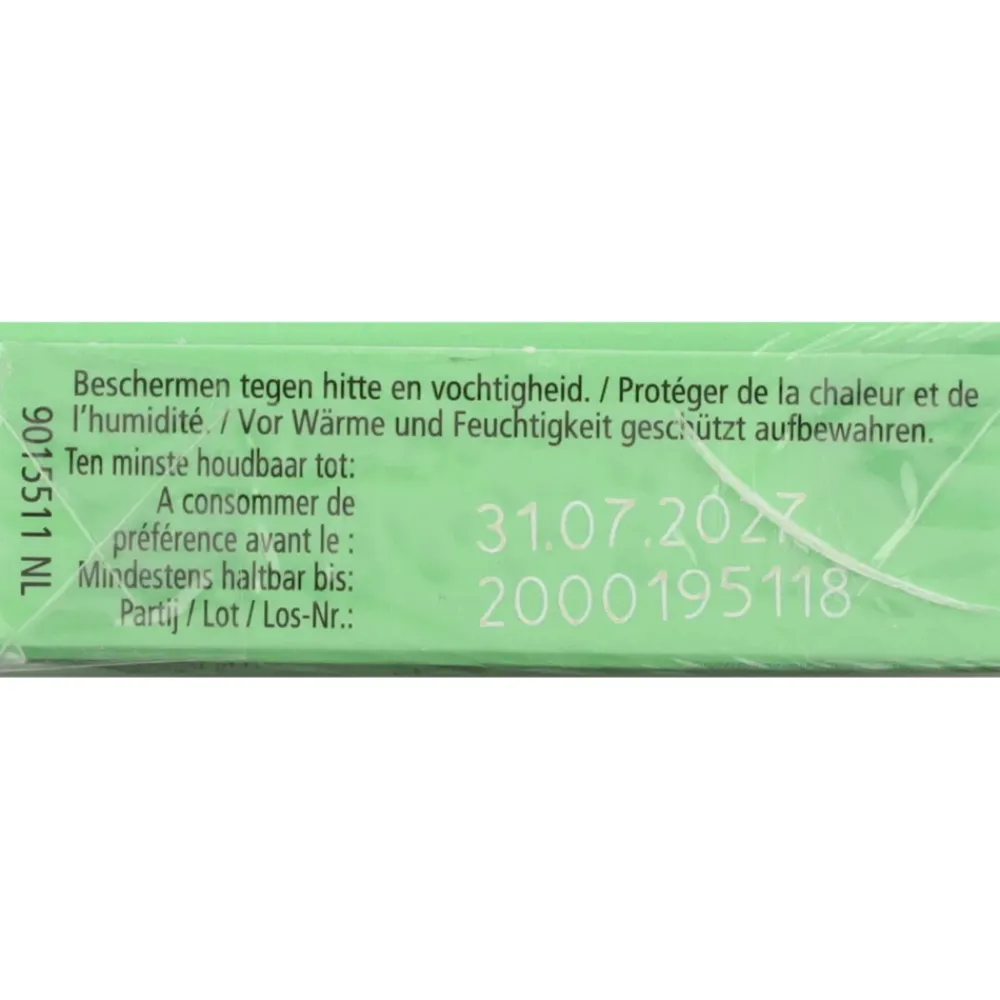 Beschermen tegen hitte en vochtigheid. / Protéger de la chaleur et de
l'humidité. / Vor Wärme und Feuchtigkeit geschützt aufbewahren.
Ten minste houdbaar tot:
A consommer de
préférence avant le : 31.07.2027
Mindestens haltbar bis:
Partij / Lot / Los-Nr.: 2000195118
9015511 NL